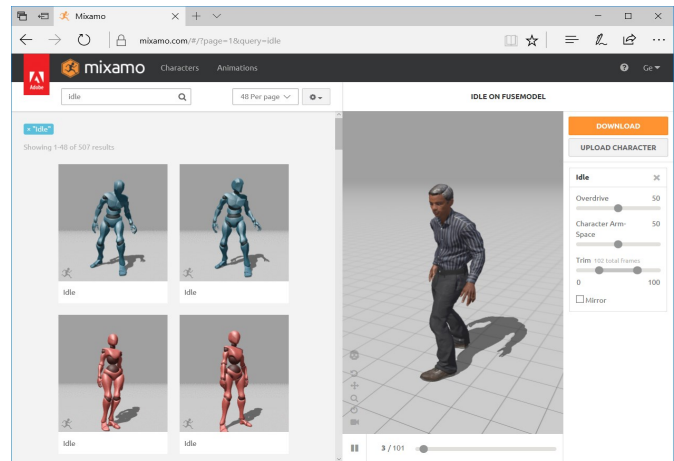 Mixamo
mixamo.com/#/?page=1&query=idle
Adobe
mixamo
Characters
Animations
Ge
idle
48 Per page
IDLE ON FUSEMODEL
× "Idle"
Showing 1-48 of 507 results
DOWNLOAD
UPLOAD CHARACTER
Idle
Overdrive 50
Character Arm- 50
Space
Trim 102 total frames
0 100
Mirror
Idle
Idle
Idle
Idle
3 / 101